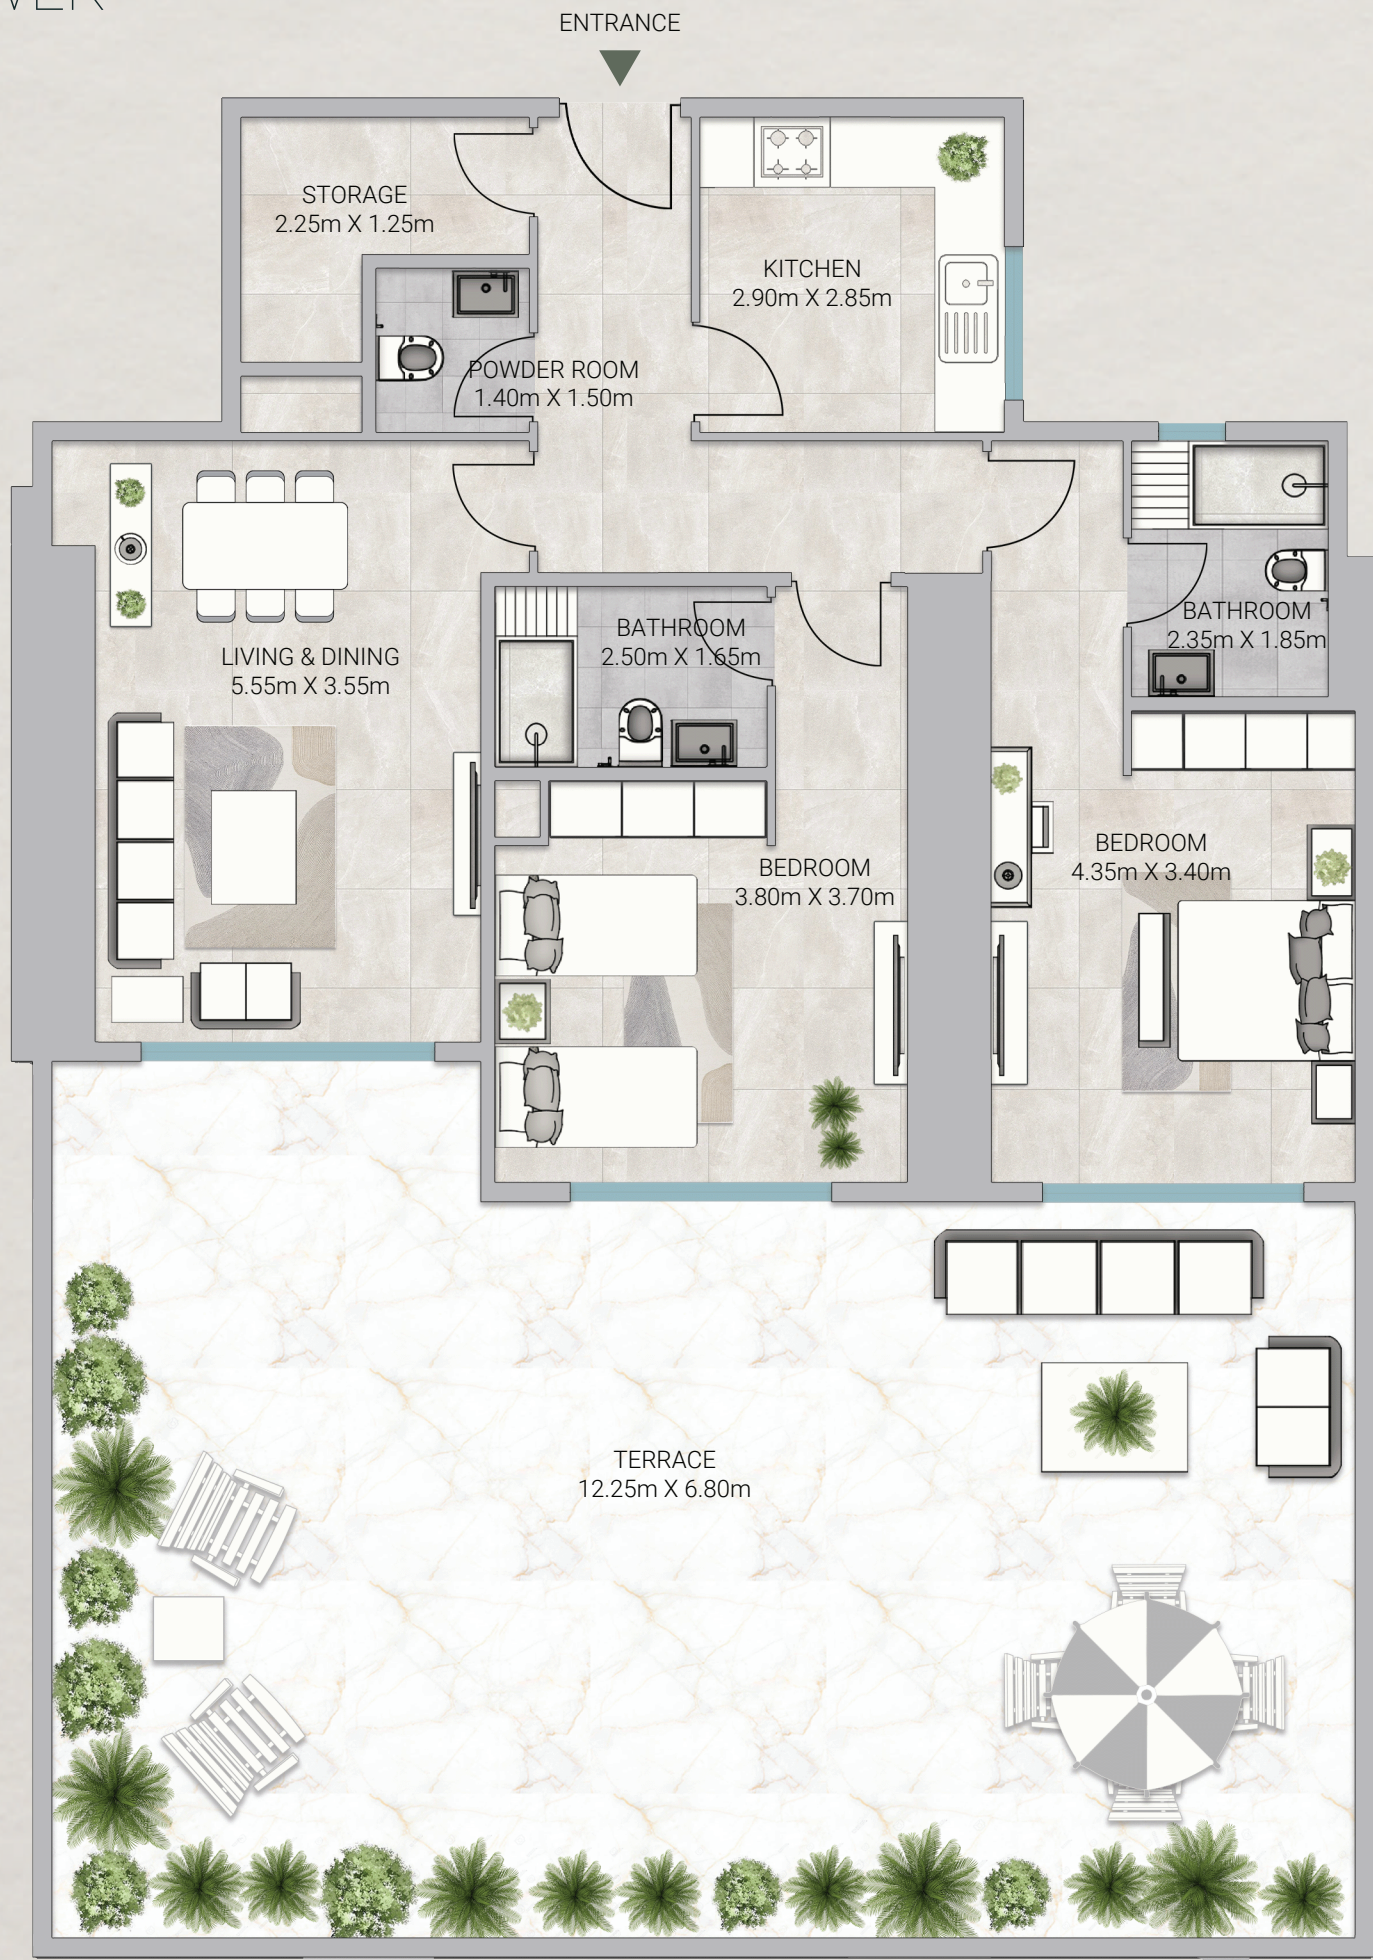 ENTRANCE
STORAGE
2.25m X 1.25m
KITCHEN
2.90m X 2.85m
POWDER ROOM
1.40m X 1.50m
BATHROOM
2.50m X 1.65m
BATHROOM
2.35m X 1.85m
LIVING & DINING
5.55m X 3.55m
BEDROOM
3.80m X 3.70m
BEDROOM
4.35m X 3.40m
TERRACE
12.25m X 6.80m